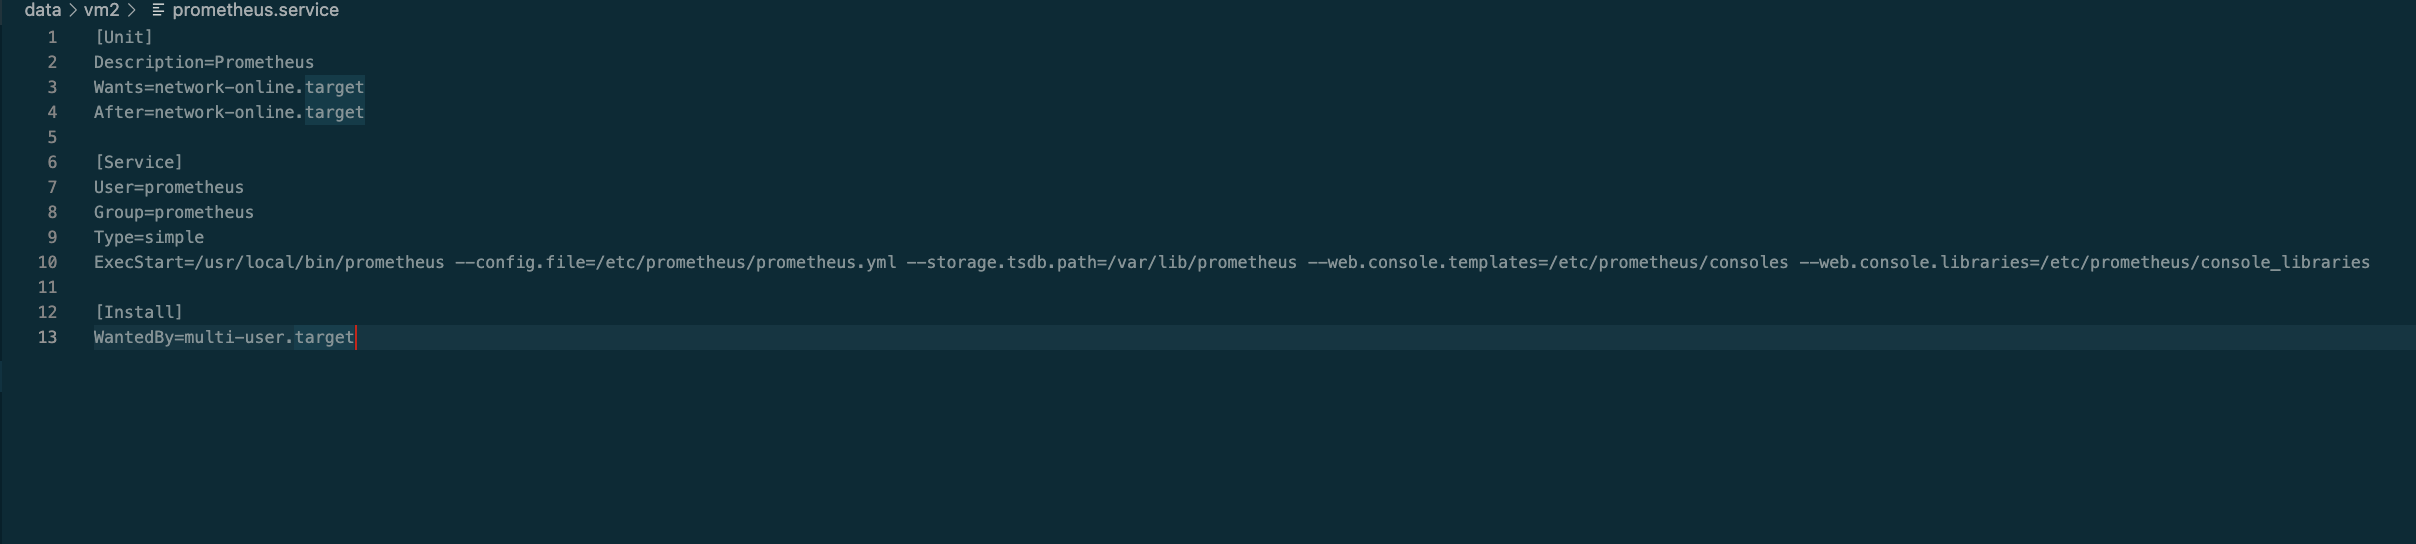 data > vm2 > prometheus.service
1 [Unit]
2 Description=Prometheus
3 Wants=network-online.target
4 After=network-online.target
5
6 [Service]
7 User=prometheus
8 Group=prometheus
9 Type=simple
10 ExecStart=/usr/local/bin/prometheus --config.file=/etc/prometheus/prometheus.yml --storage.tsdb.path=/var/lib/prometheus --web.console.templates=/etc/prometheus/consoles --web.console.libraries=/etc/prometheus/console_libraries
11
12 [Install]
13 WantedBy=multi-user.target